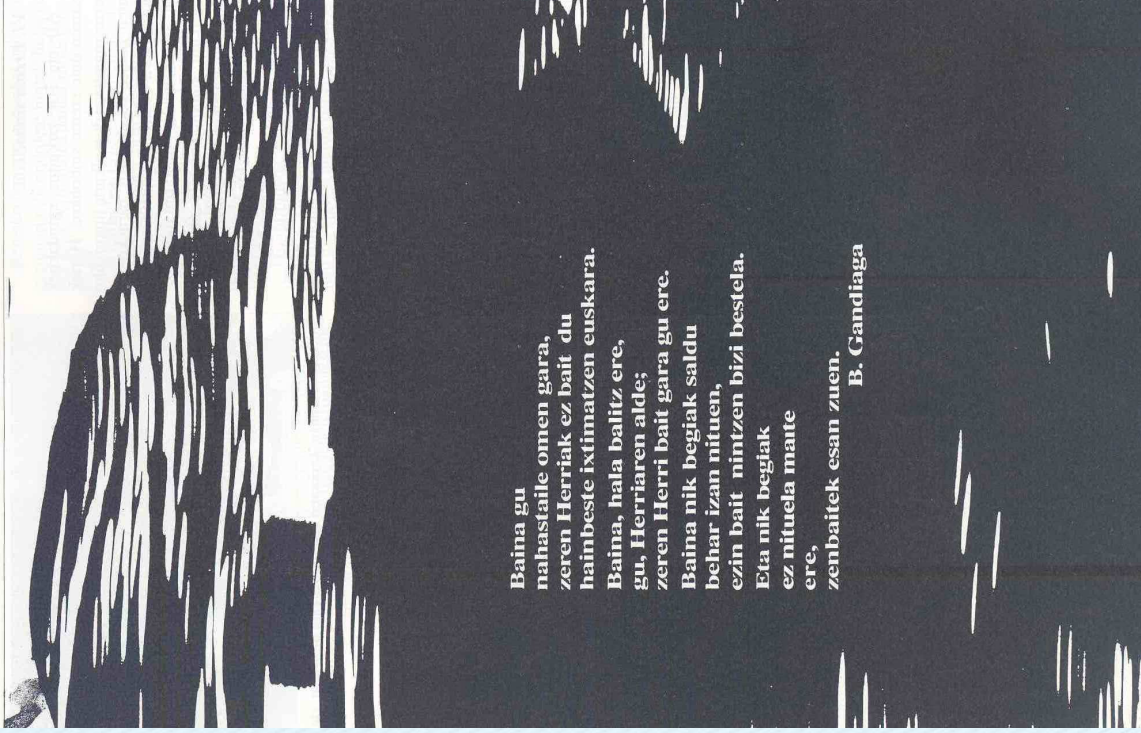 Baina gu
nahastaile omen gara,
zeren Herriak ez bait du
hainbeste ixtimatzen euskara.
Baina, hala balitz ere,
gu, Herriaren alde;
zeren Herri bait gara gu ere.
Baina nik begiak saldu
behar izan nituen,
ezin bait nintzen bizi bestela.
Eta nik begiak
ez nituela maite
ere,
zenbaitek esan zuen.
B. Gandiaga